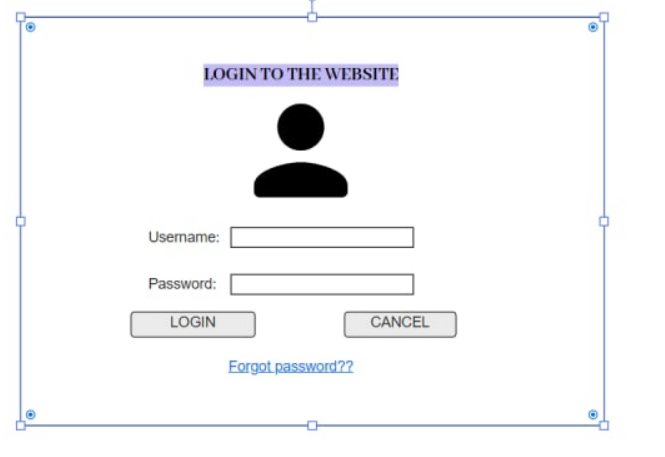 LOGIN TO THE WEBSITE
Username:
Password:
LOGIN CANCEL
Forgot password??